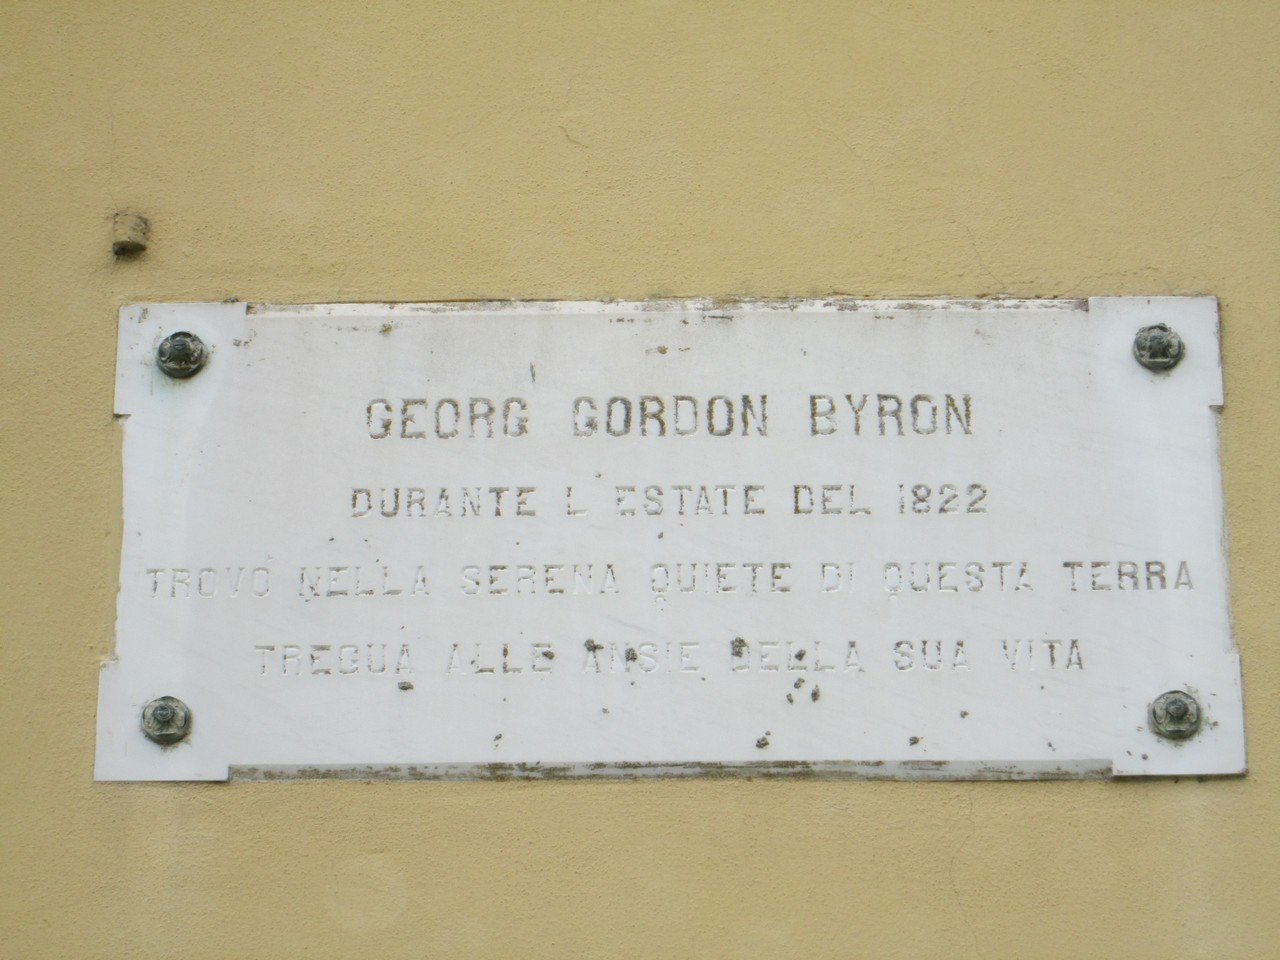 GEORG GORDON BYRON
DURANTE L ESTATE DEL 1822
TROVO NELLA SERENA QUIETE DI QUESTA TERRA
TREGUA ALLE ANSIE DELLA SUA VITA